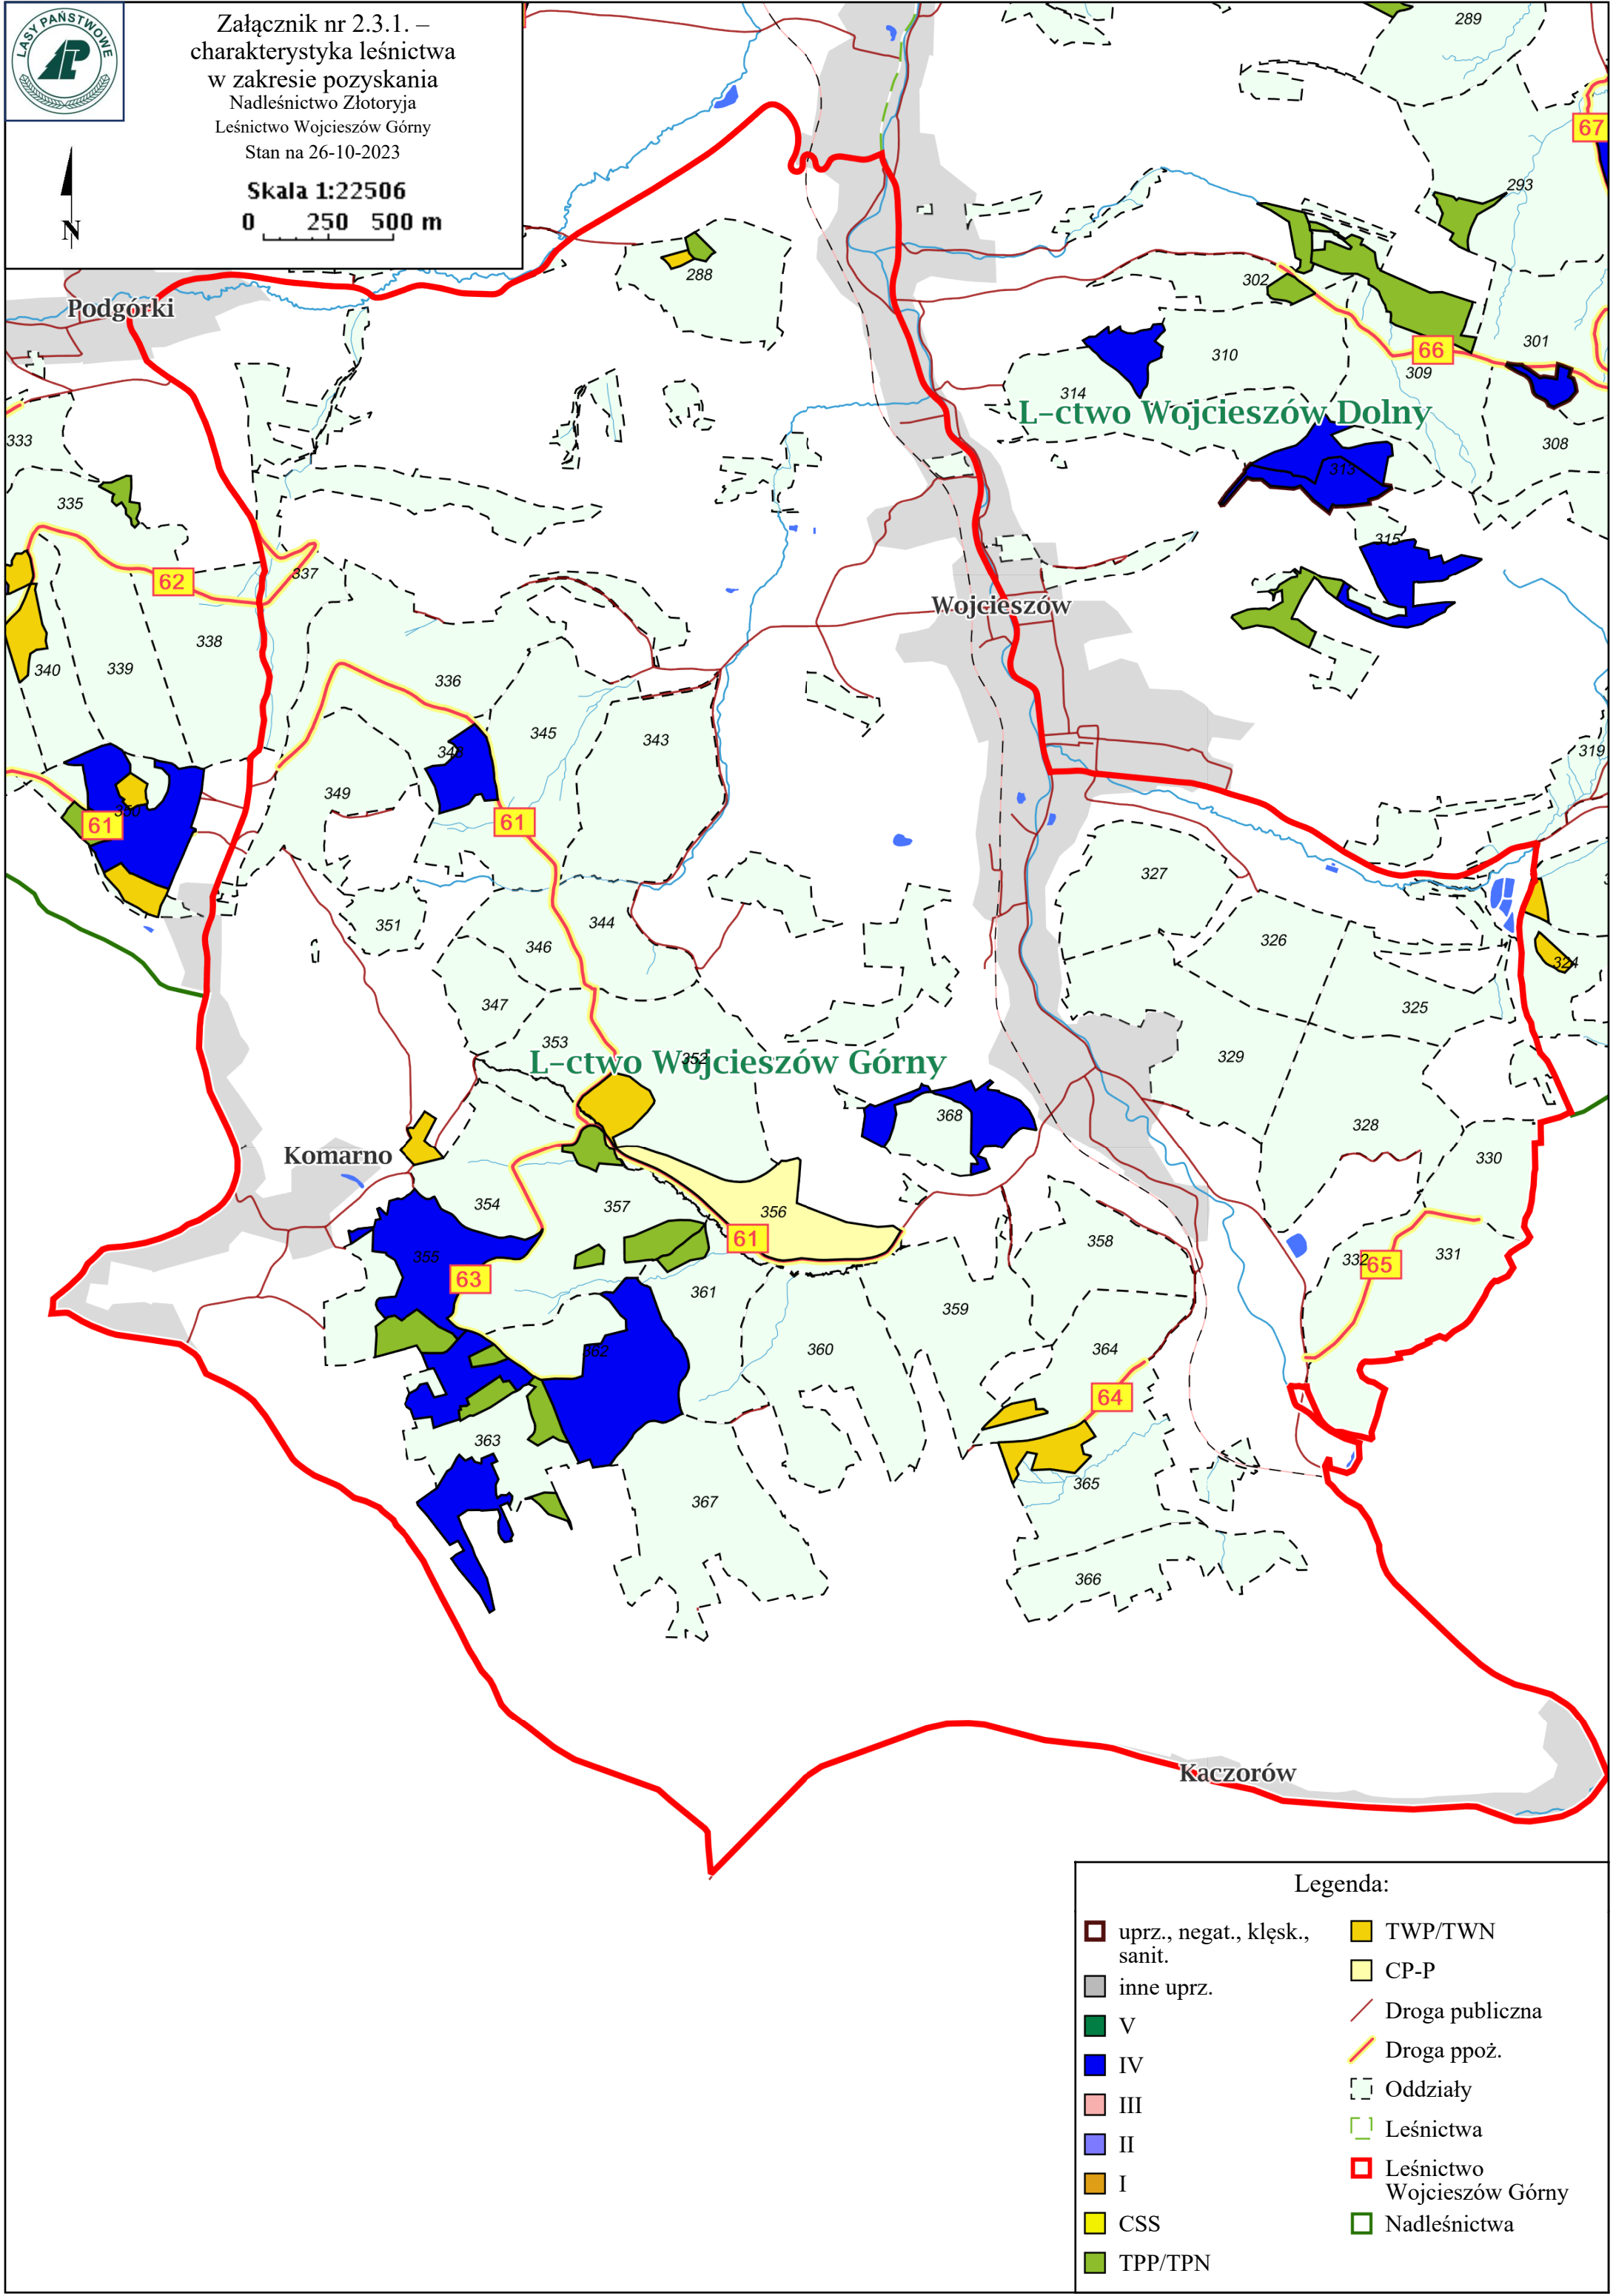 LASY PAŃSTWOWE
Załącznik nr 2.3.1. –
charakterystyka leśnictwa
w zakresie pozyskania
Nadleśnictwo Złotoryja
Leśnictwo Wojcieszów Górny
Stan na 26-10-2023
Skala 1:22506
0 250 500 m
N
289
67
293
288
302
Podgórki
301
66
310
309
314
L-ctwo Wojcieszów Dolny
333
308
313
335
315
337
62
Wojcieszów
338
340
339
336
345
343
348
319
349
350
61
61
327
351
344
326
346
324
347
325
353
352
L-ctwo Wojcieszów Górny
329
368
328
Komarno
330
354
357
356
61
358
355
63
332
65
331
361
359
362
360
364
64
363
365
367
366
Kaczorów
Legenda:
uprz., negat., klęsk.,
sanit.
inne uprz.
V
IV
III
II
I
CSS
TPP/TPN
TWP/TWN
CP-P
Droga publiczna
Droga ppoż.
Oddziały
Leśnictwa
Leśnictwo
Wojcieszów Górny
Nadleśnictwa